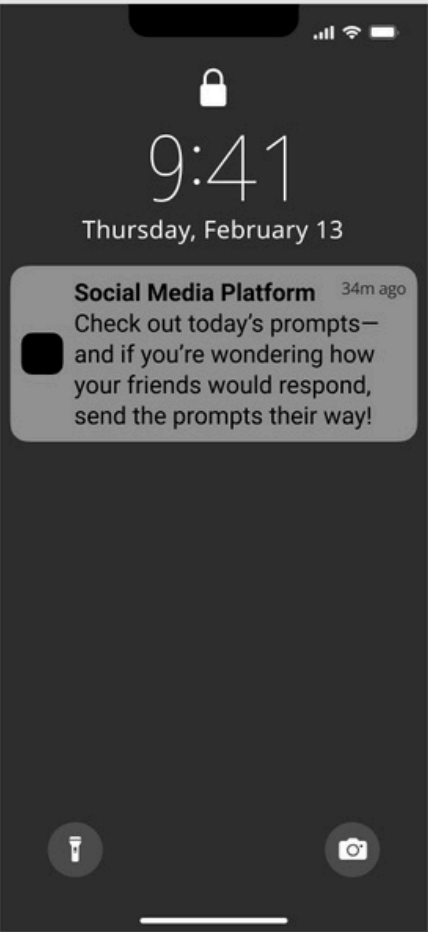 9:41
Thursday, February 13
Social Media Platform 34m ago
Check out today's prompts—
and if you're wondering how
your friends would respond,
send the prompts their way!